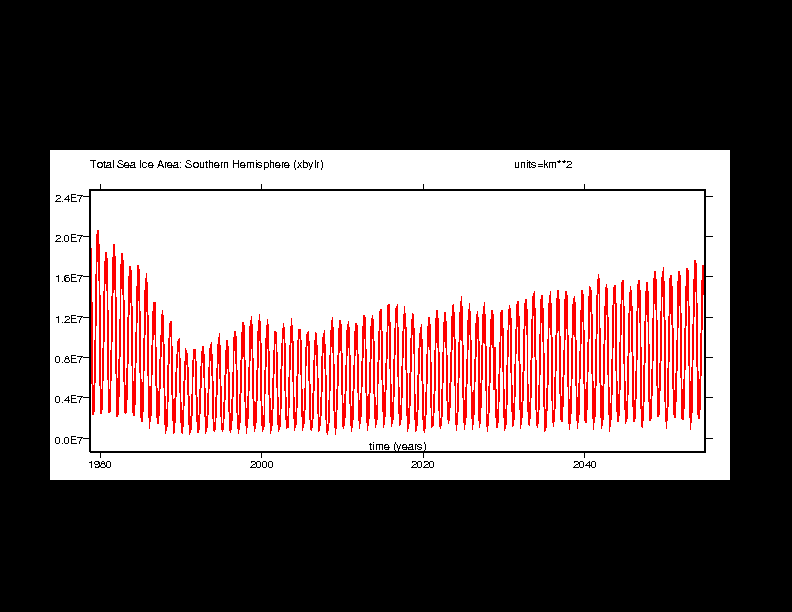 Total Sea Ice Area: Southern Hemisphere (xbylr) units=km**2
2.4E7
2.0E7
1.6E7
1.2E7
0.8E7
0.4E7
0.0E7
time (years)
1980 2000 2020 2040